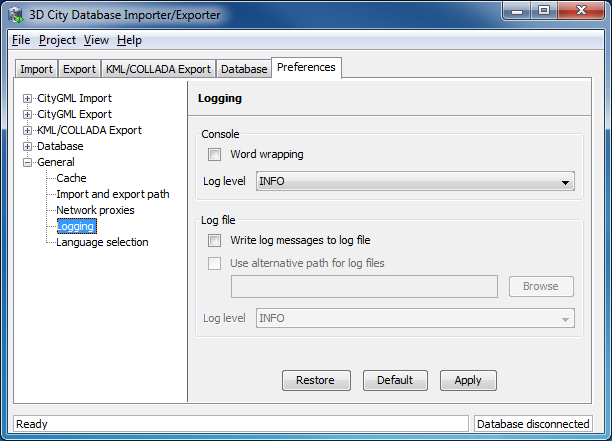 3D City Database Importer/Exporter
File Project View Help
Import Export KML/COLLADA Export Database Preferences
CityGML Import
CityGML Export
KML/COLLADA Export
Database
General
Cache
Import and export path
Network proxies
Logging
Language selection
Logging
Console
Word wrapping
Log level INFO
Log file
Write log messages to log file
Use alternative path for log files
Browse
Log level INFO
Restore Default Apply
Ready Database disconnected